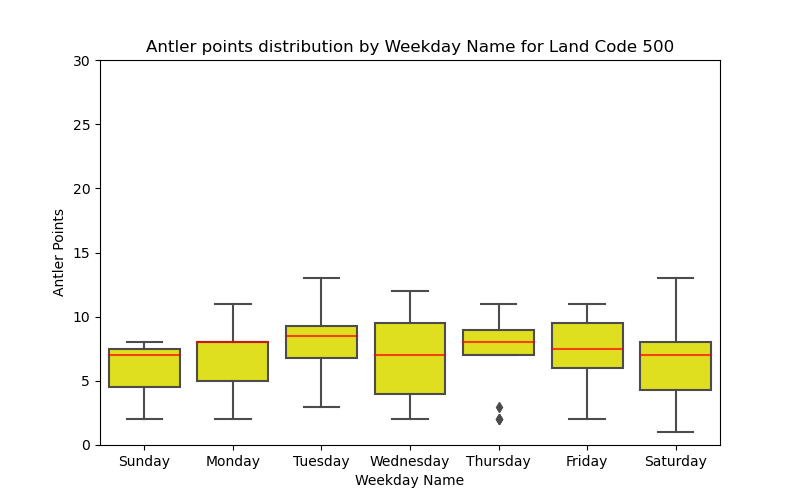 Antler points distribution by Weekday Name for Land Code 500
30
25
20
15
10
5
0
Antler Points
Sunday Monday Tuesday Wednesday Thursday Friday Saturday
Weekday Name